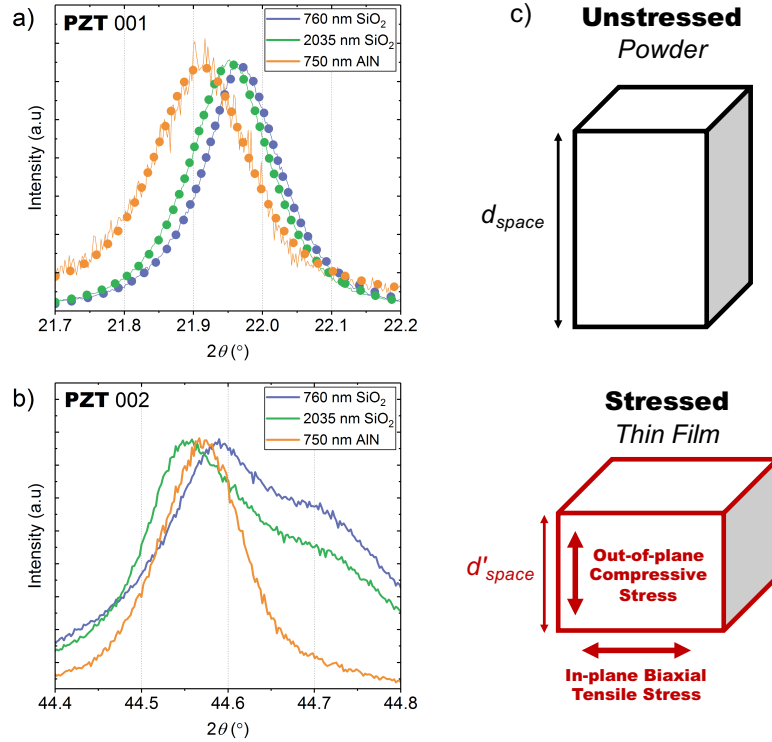 a)
PZT 001
760 nm SiO₂
2035 nm SiO₂
750 nm AlN
Intensity (a.u)
21.7 21.8 21.9 22.0 22.1 22.2
2θ (°)
b)
PZT 002
760 nm SiO₂
2035 nm SiO₂
750 nm AlN
Intensity (a.u)
44.4 44.5 44.6 44.7 44.8
2θ (°)
c)
Unstressed
Powder
d_space
Stressed
Thin Film
d'_space
Out-of-plane
Compressive
Stress
In-plane Biaxial
Tensile Stress